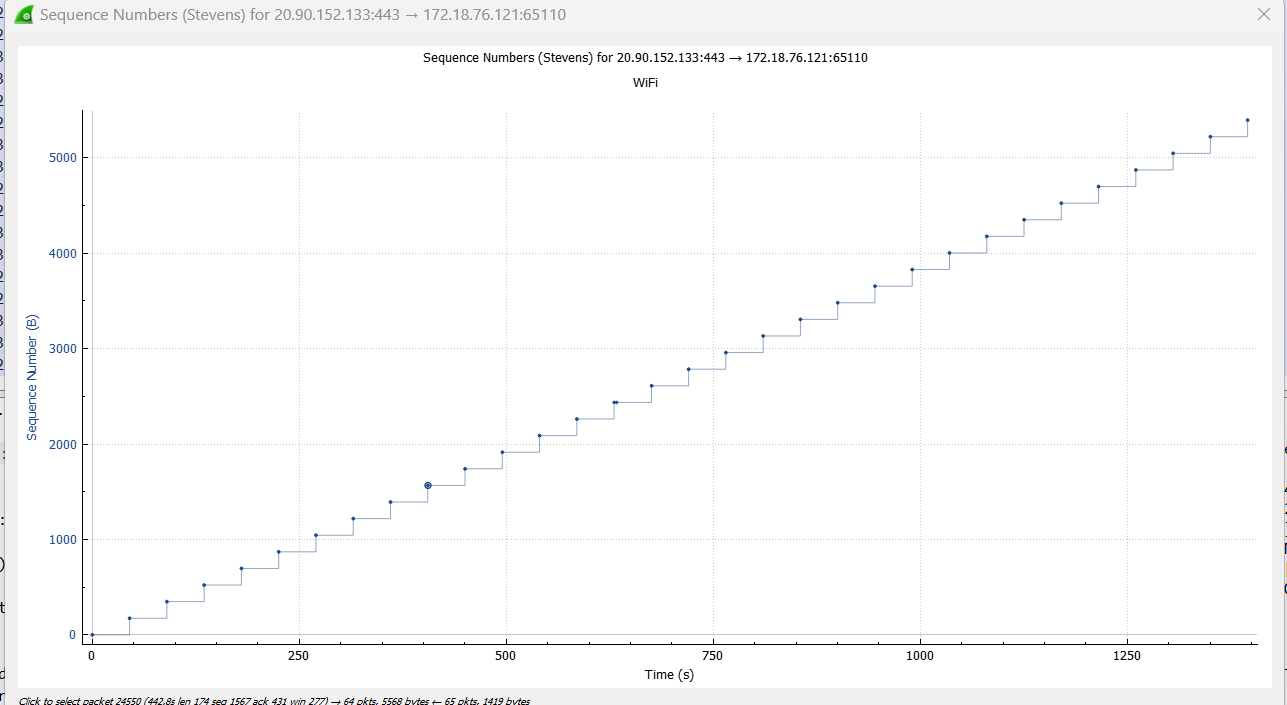 Sequence Numbers (Stevens) for 20.90.152.133:443 → 172.18.76.121:65110
Sequence Numbers (Stevens) for 20.90.152.133:443 → 172.18.76.121:65110
WiFi
5000
4000
3000
2000
1000
0
Sequence Number (B)
0 250 500 750 1000 1250
Time (s)
Click to select packet 24550 (442.8s len 174 seq 1567 ack 431 win 277) → 64 pkts, 5568 bytes ← 65 pkts, 1419 bytes